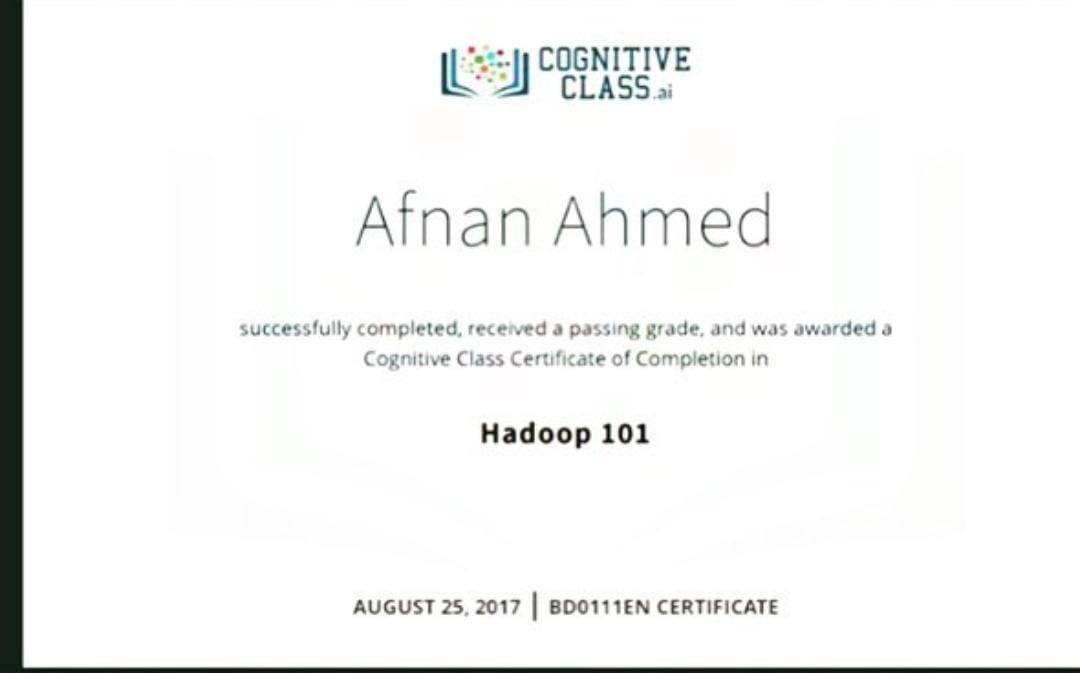 COGNITIVE
CLASS.ai
Afnan Ahmed
successfully completed, received a passing grade, and was awarded a
Cognitive Class Certificate of Completion in
Hadoop 101
AUGUST 25, 2017 | BD0111EN CERTIFICATE